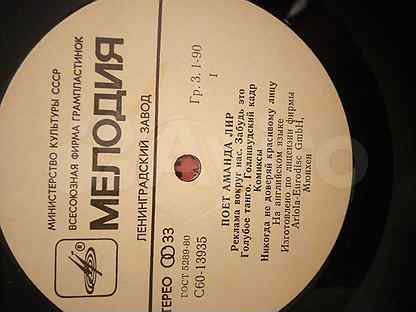 МИНИСТЕРСТВО КУЛЬТУРЫ СССР
ВСЕСОЮЗНАЯ ФИРМА ГРАМПЛАСТИНОК
МЕЛОДИЯ
ЛЕНИНГРАДСКИЙ ЗАВОД
ТЕРЕО 33
ГОСТ 5289-80
С60-13935
Гр. 3. 1-90
1
ПОЕТ АМАНДА ЛИР
Реклама вокруг нас. Забудь это
Голубое танго. Голливудский кадр
Комиксы
Никогда не доверяй красивому лицу
На английском языке
Изготовлено по лицензии фирмы
Ariola-Eurodisc GmbH,
Мюнхен